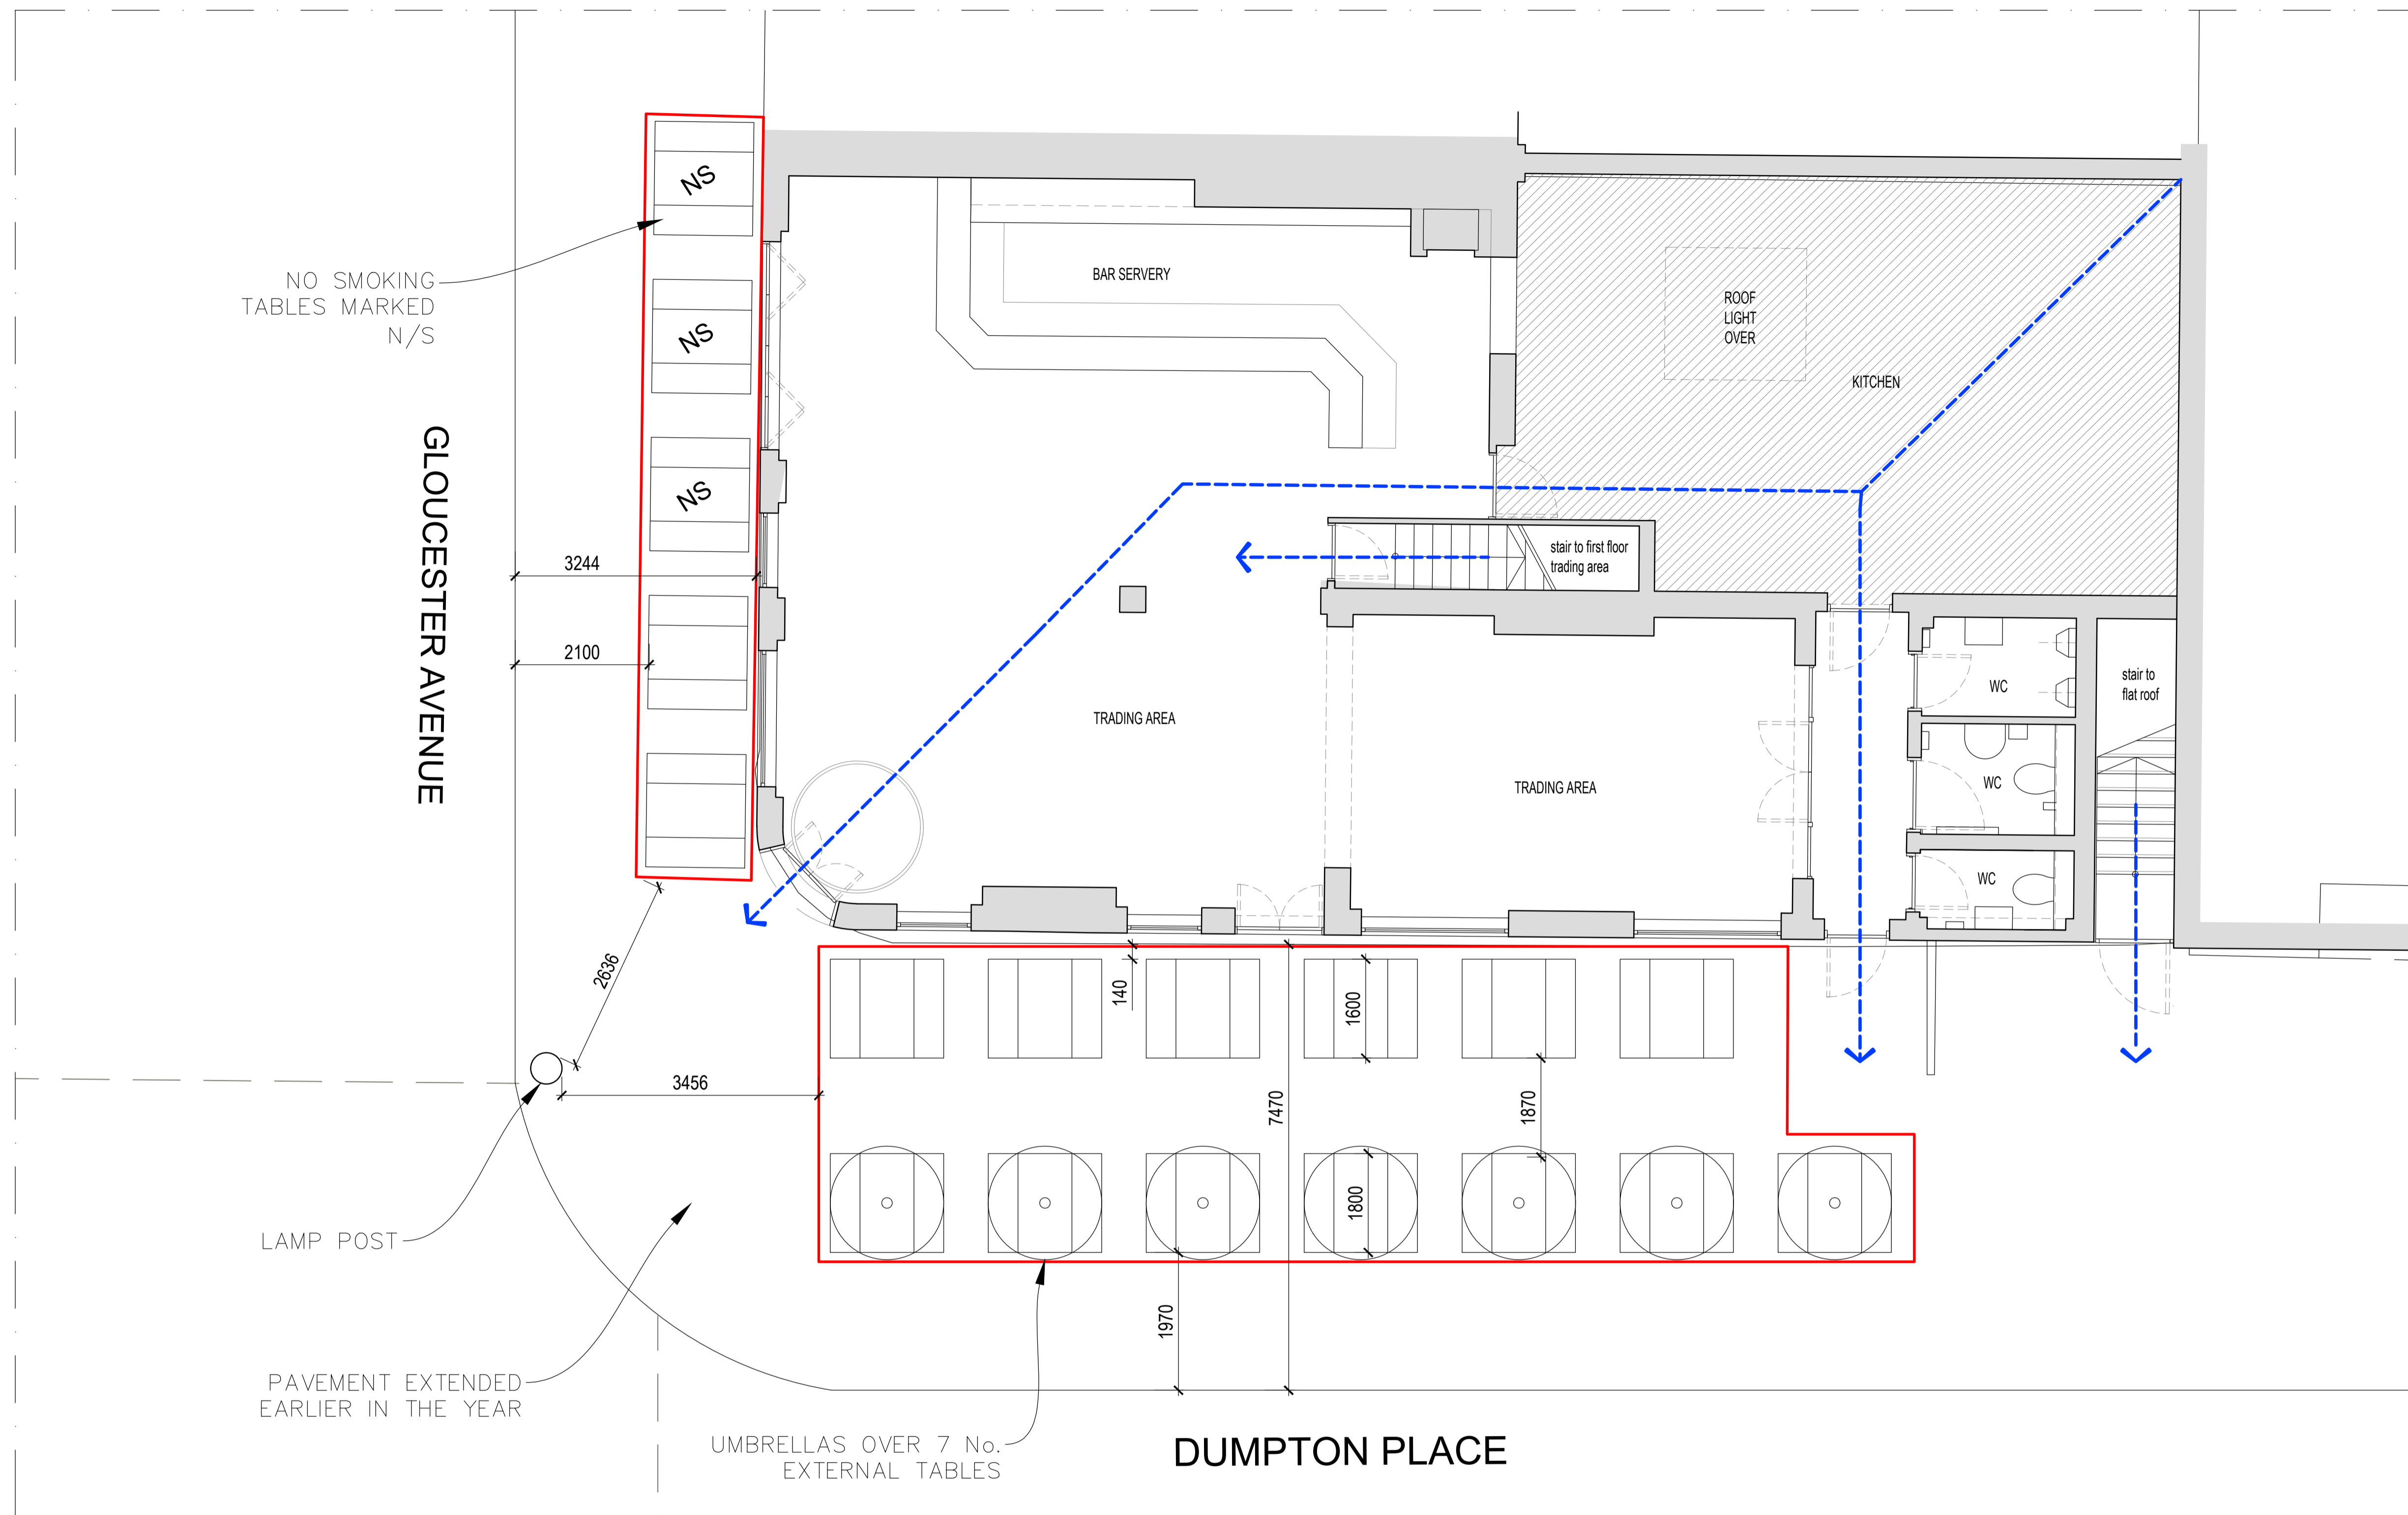 NS
NO SMOKING
TABLES MARKED
N/S
NS
NS
GLOUCESTER AVENUE
3244
2100
2636
3456
LAMP POST
PAVEMENT EXTENDED
EARLIER IN THE YEAR
UMBRELLAS OVER 7 No.
EXTERNAL TABLES
DUMPTON PLACE
BAR SERVERY
ROOF
LIGHT
OVER
KITCHEN
stair to first floor
trading area
TRADING AREA
TRADING AREA
WC
WC
WC
stair to
flat roof
140
1600
7470
1870
1800
1970